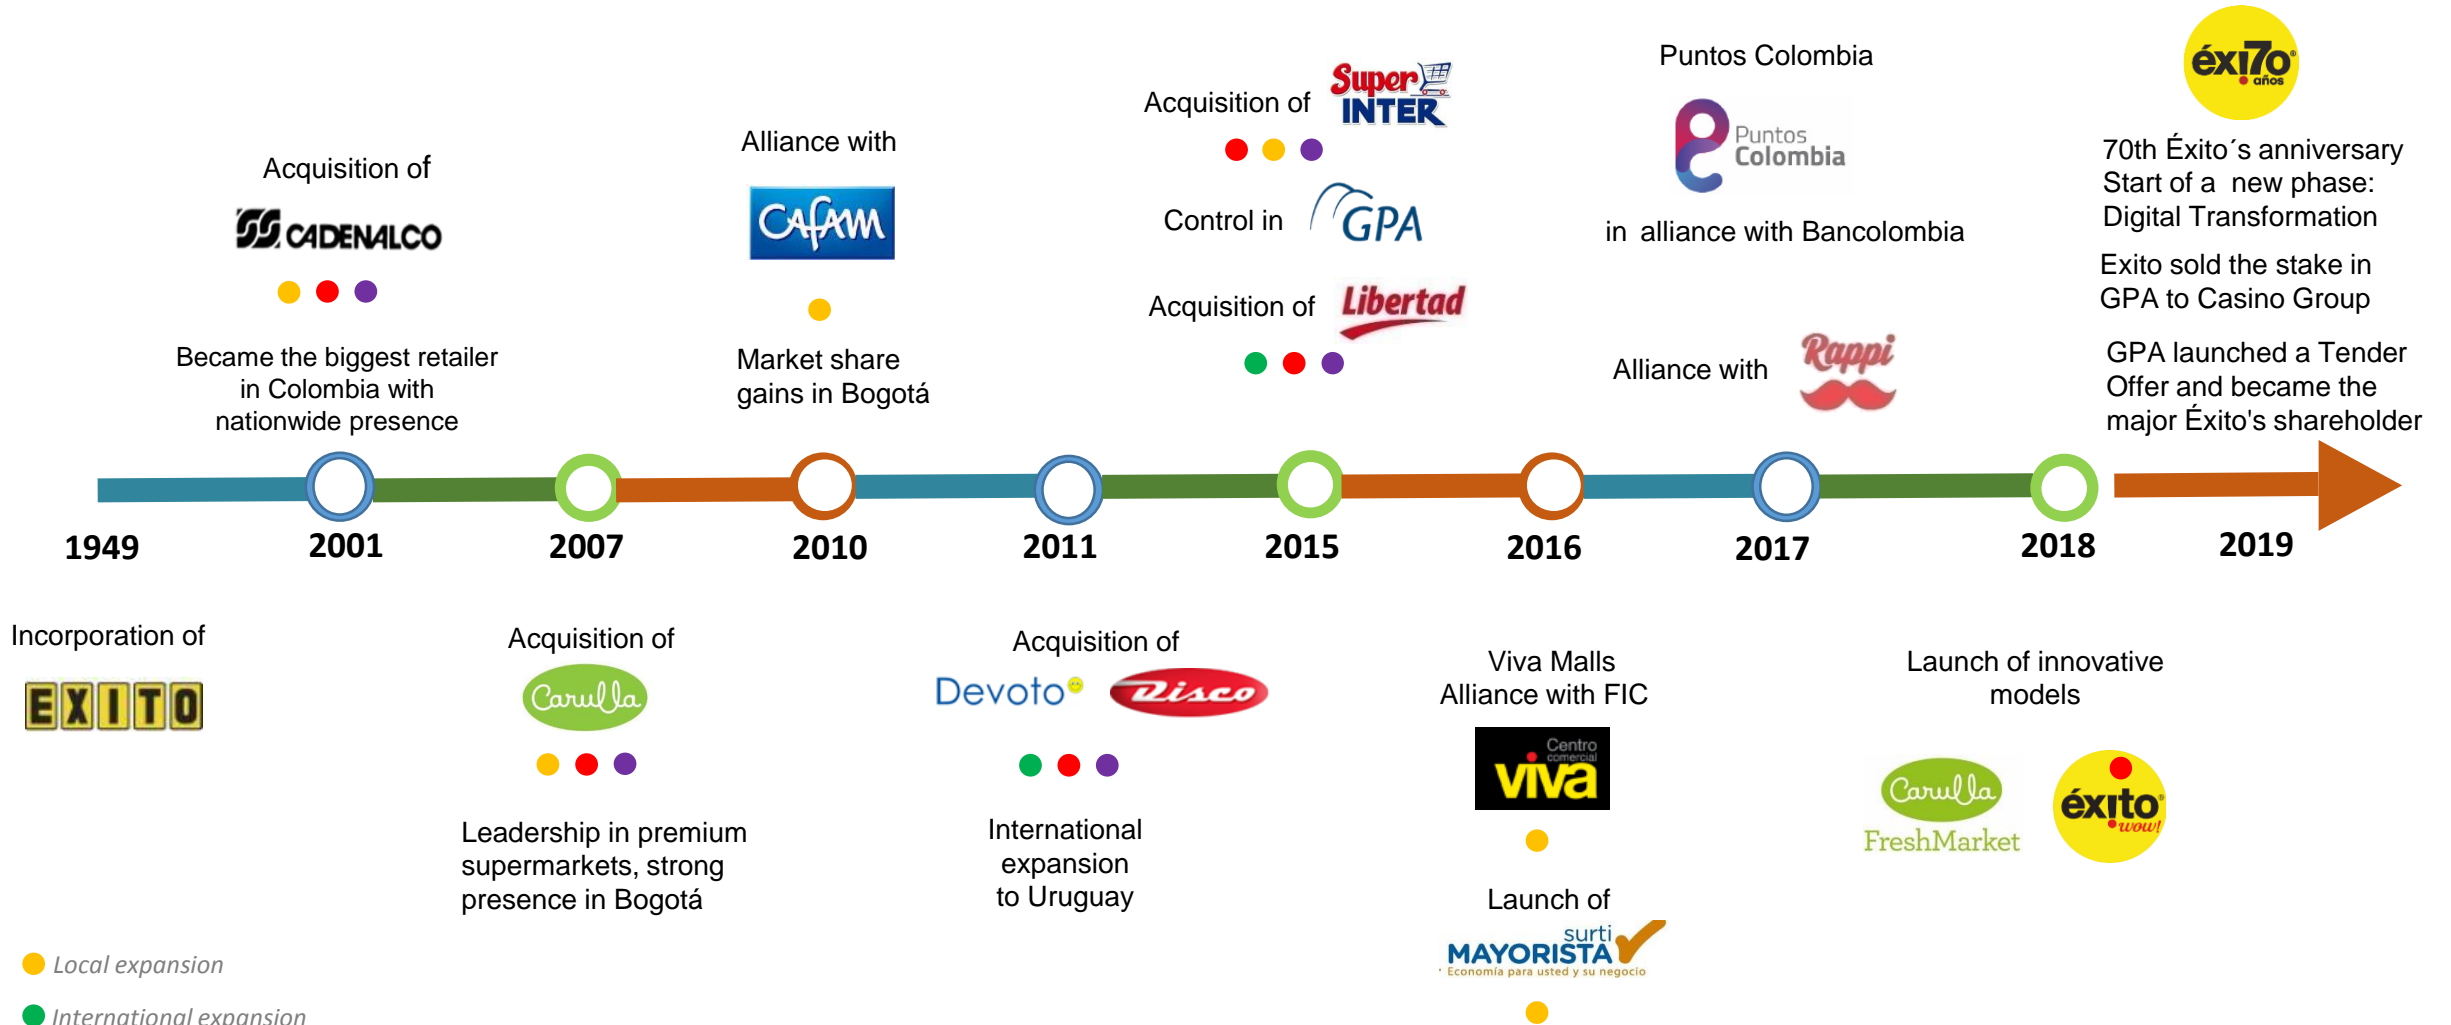 Acquisition of
CADENALCO
Became the biggest retailer
in Colombia with
nationwide presence
Alliance with
CAFAM
Market share
gains in Bogotá
Acquisition of
Super
INTER
Control in
GPA
Acquisition of
Libertad
Puntos Colombia
Puntos
Colombia
in alliance with Bancolombia
Alliance with
Rappi
éxi7o
años
70th Éxito´s anniversary
Start of a new phase:
Digital Transformation
Exito sold the stake in
GPA to Casino Group
GPA launched a Tender
Offer and became the
major Éxito's shareholder
1949
2001
2007
2010
2011
2015
2016
2017
2018
2019
Incorporation of
EXITO
Acquisition of
Carulla
Leadership in premium
supermarkets, strong
presence in Bogotá
Acquisition of
Devoto
Disco
International
expansion
to Uruguay
Viva Malls
Alliance with FIC
Centro
comercial
viva
Launch of
surti
MAYORISTA
Economía para usted y su negocio
Launch of innovative
models
Carulla
FreshMarket
éxito
wow!
Local expansion
International expansion